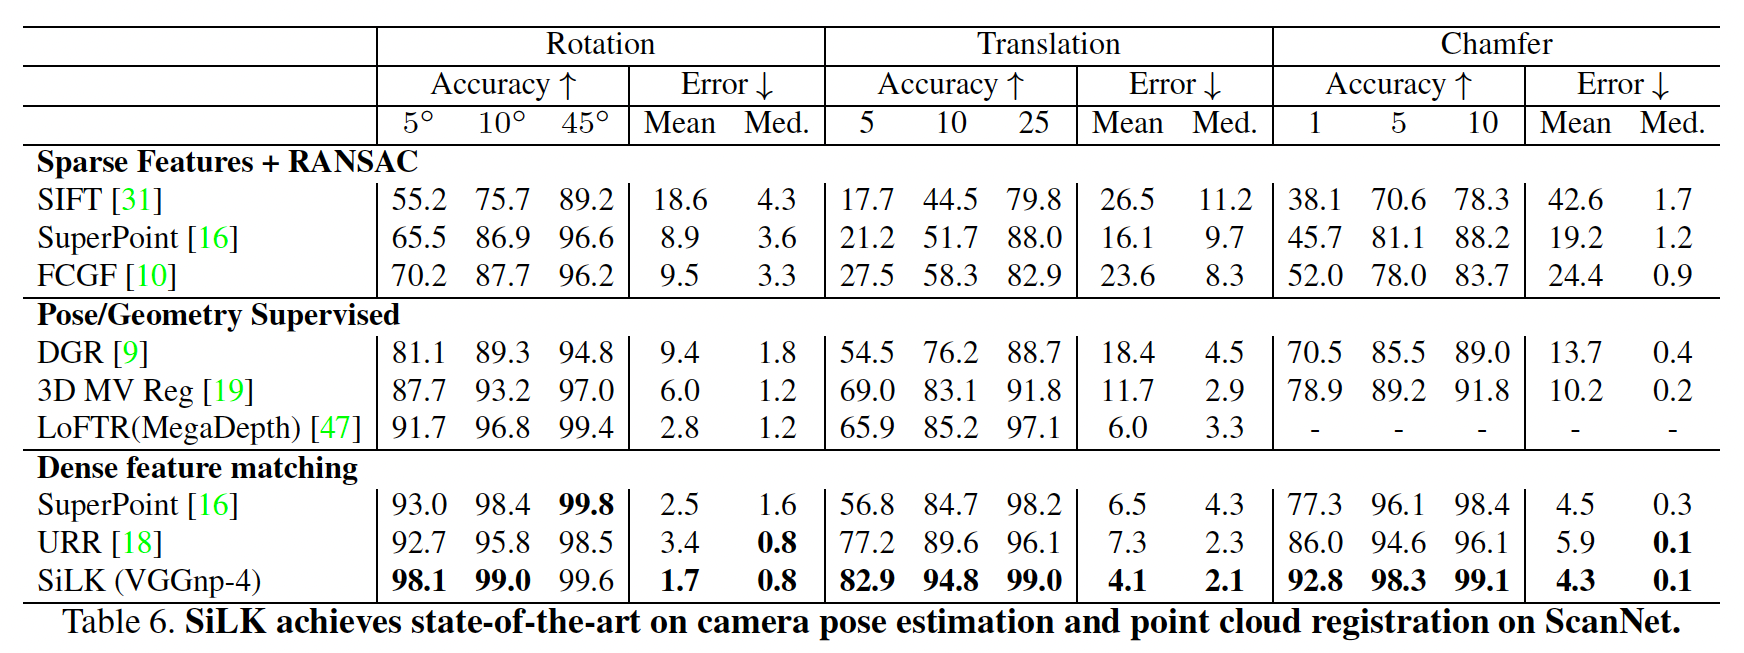 Rotation Translation Chamfer
Accuracy ↑ Error ↓ Accuracy ↑ Error ↓ Accuracy ↑ Error ↓
5° 10° 45° Mean Med. 5 10 25 Mean Med. 1 5 10 Mean Med.
Sparse Features + RANSAC
SIFT [31] 55.2 75.7 89.2 18.6 4.3 17.7 44.5 79.8 26.5 11.2 38.1 70.6 78.3 42.6 1.7
SuperPoint [16] 65.5 86.9 96.6 8.9 3.6 21.2 51.7 88.0 16.1 9.7 45.7 81.1 88.2 19.2 1.2
FCGF [10] 70.2 87.7 96.2 9.5 3.3 27.5 58.3 82.9 23.6 8.3 52.0 78.0 83.7 24.4 0.9
Pose/Geometry Supervised
DGR [9] 81.1 89.3 94.8 9.4 1.8 54.5 76.2 88.7 18.4 4.5 70.5 85.5 89.0 13.7 0.4
3D MV Reg [19] 87.7 93.2 97.0 6.0 1.2 69.0 83.1 91.8 11.7 2.9 78.9 89.2 91.8 10.2 0.2
LoFTR(MegaDepth) [47] 91.7 96.8 99.4 2.8 1.2 65.9 85.2 97.1 6.0 3.3 - - - - -
Dense feature matching
SuperPoint [16] 93.0 98.4 99.8 2.5 1.6 56.8 84.7 98.2 6.5 4.3 77.3 96.1 98.4 4.5 0.3
URR [18] 92.7 95.8 98.5 3.4 0.8 77.2 89.6 96.1 7.3 2.3 86.0 94.6 96.1 5.9 0.1
SiLK (VGGnp-4) 98.1 99.0 99.6 1.7 0.8 82.9 94.8 99.0 4.1 2.1 92.8 98.3 99.1 4.3 0.1
Table 6. SiLK achieves state-of-the-art on camera pose estimation and point cloud registration on ScanNet.